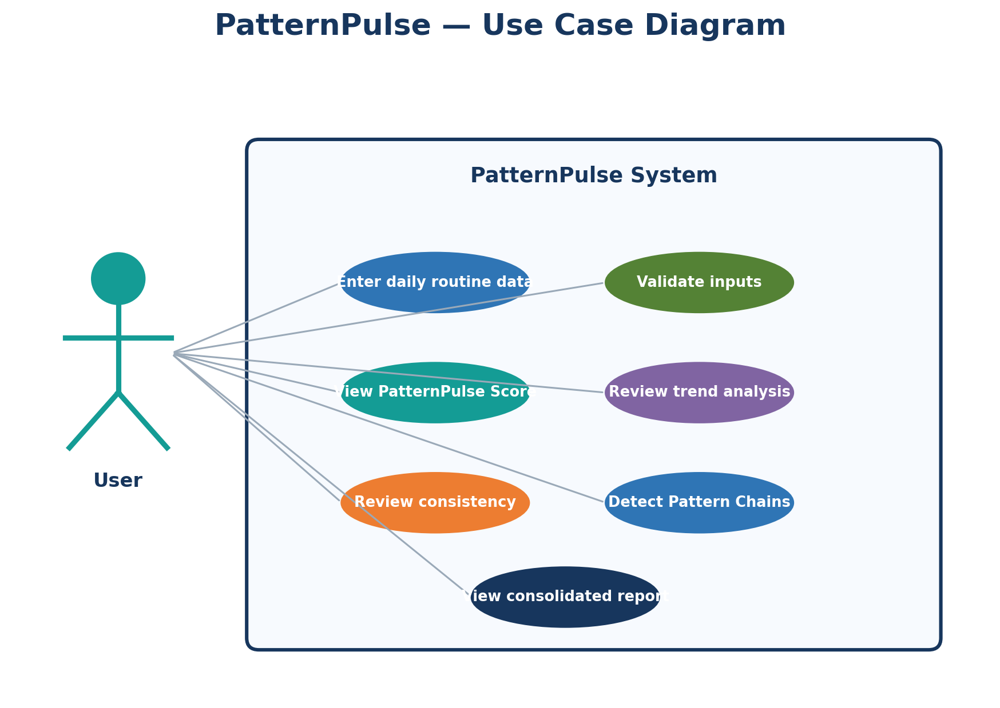 PatternPulse — Use Case Diagram
PatternPulse System
Enter daily routine data
Validate inputs
View PatternPulse Score
Review trend analysis
User
Review consistency
Detect Pattern Chains
View consolidated report